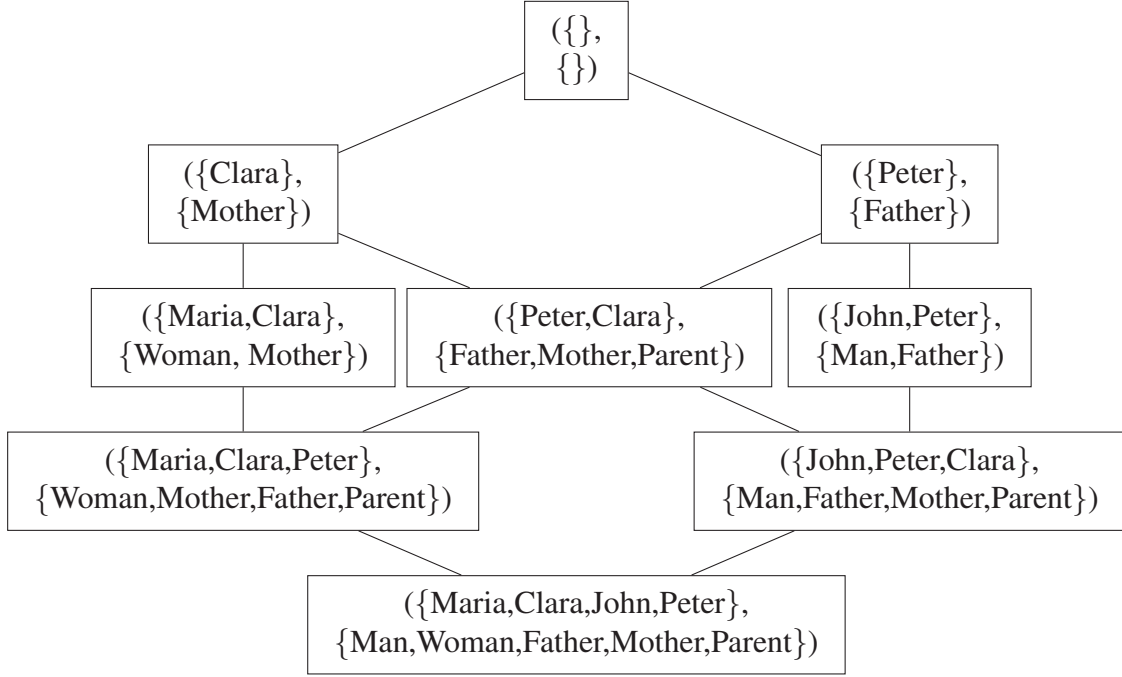 ({},
{})
({Clara},
{Mother})
({Peter},
{Father})
({Maria,Clara},
{Woman, Mother})
({Peter,Clara},
{Father,Mother,Parent})
({John,Peter},
{Man,Father})
({Maria,Clara,Peter},
{Woman,Mother,Father,Parent})
({John,Peter,Clara},
{Man,Father,Mother,Parent})
({Maria,Clara,John,Peter},
{Man,Woman,Father,Mother,Parent})